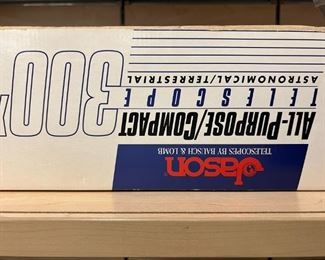 Jason
TELESCOPES BY BAUSCH & LOMB
ALL-PURPOSE/COMPACT
TELESCOPE
ASTRONOMICAL/TERRESTRIAL
300X